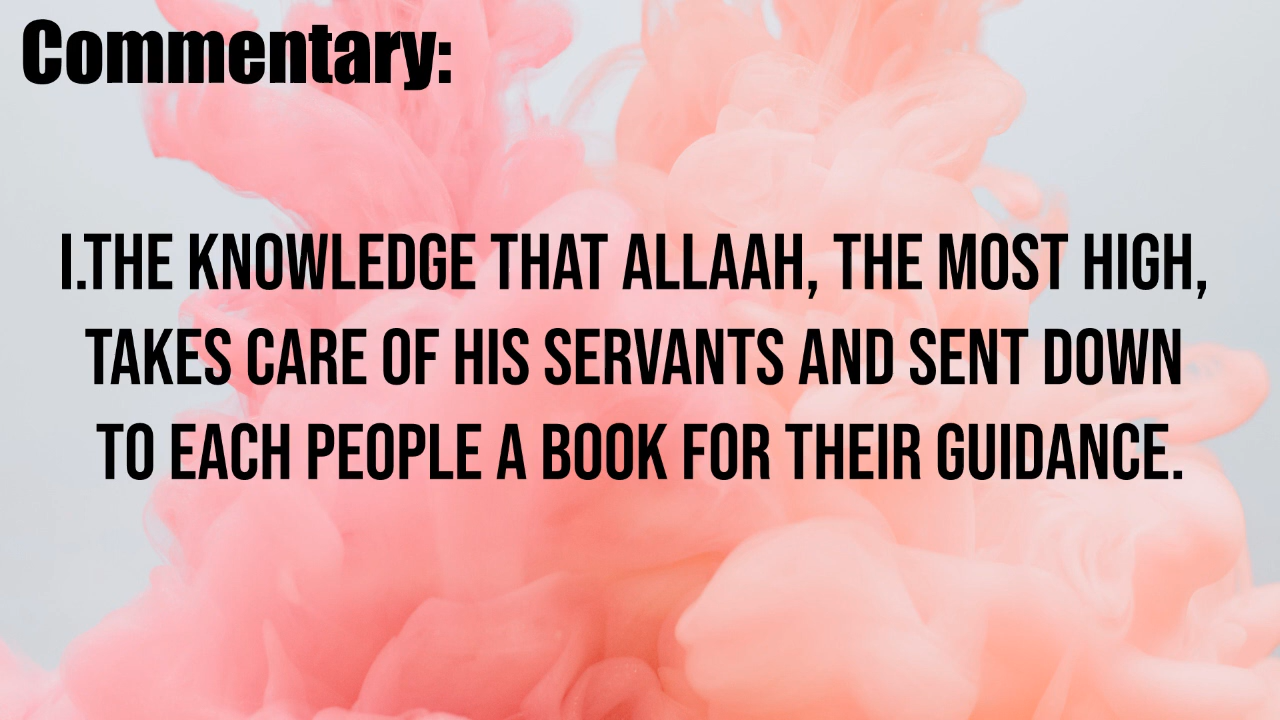 Commentary:
I.THE KNOWLEDGE THAT ALLAAH, THE MOST HIGH,
TAKES CARE OF HIS SERVANTS AND SENT DOWN
TO EACH PEOPLE A BOOK FOR THEIR GUIDANCE.